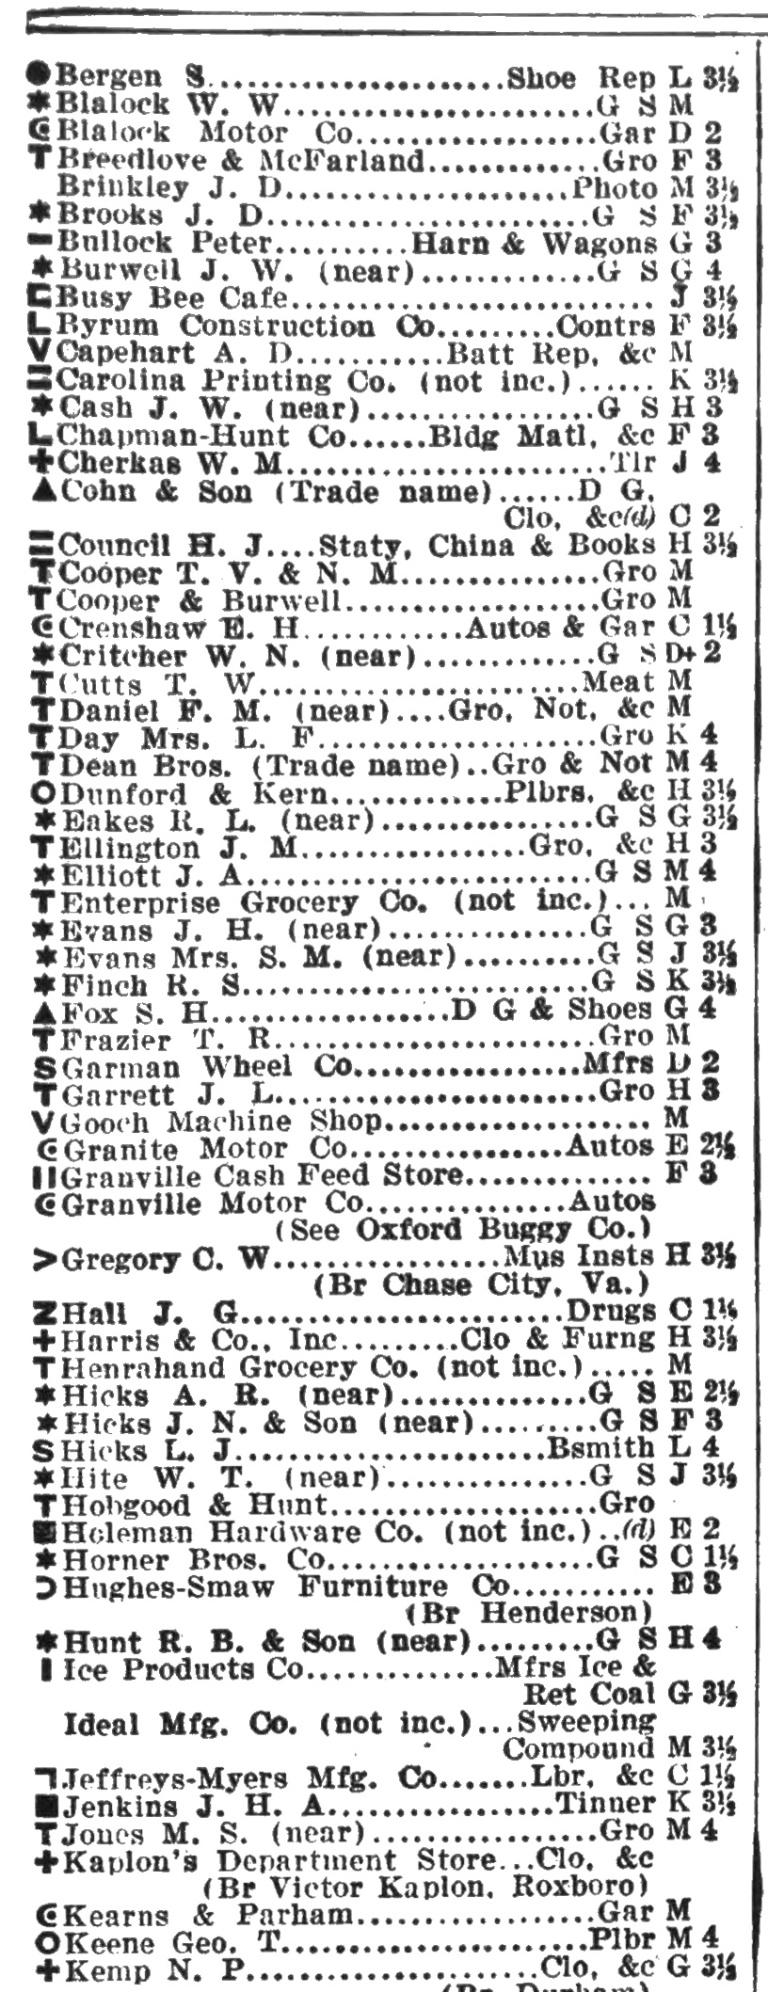 ●Bergen S.......................Shoe Rep L 3½
✶Blalock W. W.........................G S M
Blalock Motor Co...................Gar D 2
TBreedlove & McFarland..............Gro F 3
Brinkley J. D.......................Photo M 3½
✶Brooks J. D..........................G S F 3½
▬Bullock Peter..........Harn & Wagons G 3
✶Burwell J. W. (near)..............G S G 4
Busy Bee Cafe............................. J 3½
LByrum Construction Co.........Contrs F 3½
VCapehart A. D............Batt Rep, &c M
Carolina Printing Co. (not inc.)...... K 3½
✶Cash J. W. (near)..................G S H 3
LChapman-Hunt Co......Bldg Matl, &c F 3
✚Cherkas W. M..........................Tlr J 4
▲Cohn & Son (Trade name)......D G,
Clo, &c(d) C 2
Council H. J....Staty, China & Books H 3½
TCooper T. V. & N. M................Gro M
TCooper & Burwell....................Gro M
Crenshaw E. H............Autos & Gar C 1½
✶Critcher W. N. (near)..............G S D+ 2
TCutts T. W..........................Meat M
TDaniel F. M. (near)....Gro, Not, &c M
TDay Mrs. L. F.......................Gro K 4
TDean Bros. (Trade name)..Gro & Not M 4
ODunford & Kern..............Plbrs, &c H 3½
✶Eakes R. L. (near)................G S G 3½
TEllington J. M...................Gro, &c H 3
✶Elliott J. A...........................G S M 4
TEnterprise Grocery Co. (not inc.)... M
✶Evans J. H. (near)................G S G 3
✶Evans Mrs. S. M. (near)..........G S J 3½
✶Finch R. S............................G S K 3½
▲Fox S. H...................D G & Shoes G 4
TFrazier T. R..........................Gro M
SGarman Wheel Co...................Mfrs D 2
TGarrett J. L..........................Gro H 3
VGooch Machine Shop.................... M
Granite Motor Co.................Autos E 2½
Granville Cash Feed Store............... F 3
Granville Motor Co...............Autos
(See Oxford Buggy Co.)
>Gregory C. W...................Mus Insts H 3½
(Br Chase City, Va.)
ZHall J. G..........................Drugs C 1½
✚Harris & Co., Inc.........Clo & Furng H 3½
THenrahand Grocery Co. (not inc.)..... M
✶Hicks A. R. (near)..............G S E 2½
✶Hicks J. N. & Son (near).........G S F 3
SHicks L. J.........................Bsmith L 4
✶Hite W. T. (near)................G S J 3½
THobgood & Hunt.....................Gro
Holeman Hardware Co. (not inc.)..(d) E 2
✶Horner Bros. Co.....................G S C 1½
Hughes-Smaw Furniture Co........... E 3
(Br Henderson)
✶Hunt R. B. & Son (near).........G S H 4
Ice Products Co..............Mfrs Ice &
Ret Coal G 3½
Ideal Mfg. Co. (not inc.)...Sweeping
Compound M 3½
Jeffreys-Myers Mfg. Co.......Lbr, &c C 1½
■Jenkins J. H. A..................Tinner K 3½
TJones M. S. (near)..................Gro M 4
✚Kaplon's Department Store...Clo, &c
(Br Victor Kaplon, Roxboro)
Kearns & Parham...................Gar M
OKeene Geo. T........................Plbr M 4
✚Kemp N. P.......................Clo, &c G 3½
(Br Durham)